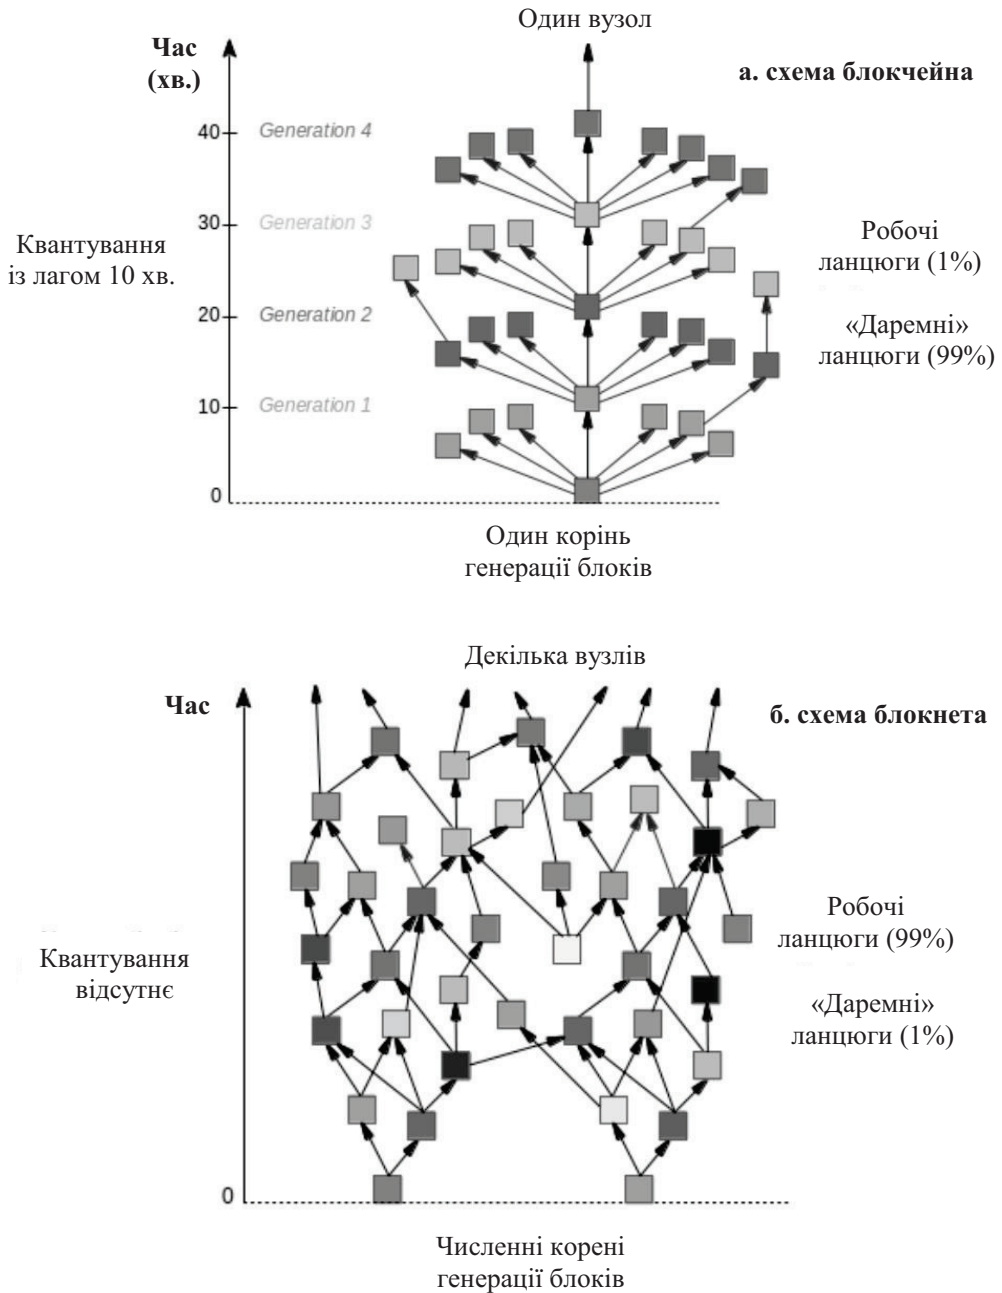 Один вузол
Час
(хв.)
а. схема блокчейна
40
Generation 4
30
Generation 3
Квантування
із лагом 10 хв.
Робочі
ланцюги (1%)
20
Generation 2
«Даремні»
ланцюги (99%)
10
Generation 1
0
Один корінь
генерації блоків
Декілька вузлів
Час
б. схема блокнета
Робочі
ланцюги (99%)
Квантування
відсутнє
«Даремні»
ланцюги (1%)
0
Численні корені
генерації блоків